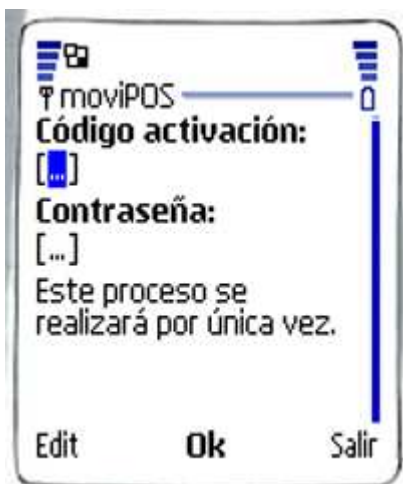 moviPOS
Código activación:
[...]
Contraseña:
[...]
Este proceso se
realizará por única vez.
Edit Ok Salir